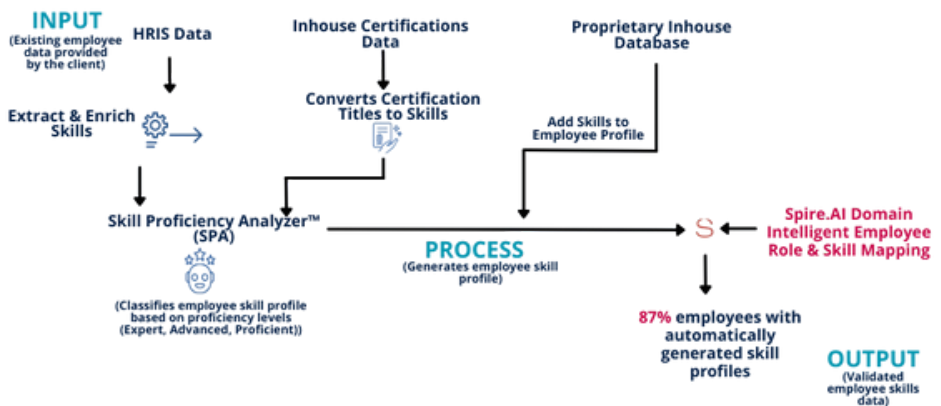 INPUT
(Existing employee
data provided
by the client)
HRIS Data
Inhouse Certifications
Data
Proprietary Inhouse
Database
Extract & Enrich
Skills
Converts Certification
Titles to Skills
Add Skills to
Employee Profile
Skill Proficiency Analyzer™
(SPA)
(Classifies employee skill profile
based on proficiency levels
(Expert, Advanced, Proficient))
PROCESS
(Generates employee skill
profile)
S
Spire.AI Domain
Intelligent Employee
Role & Skill Mapping
87% employees with
automatically
generated skill
profiles
OUTPUT
(Validated
employee skills
data)